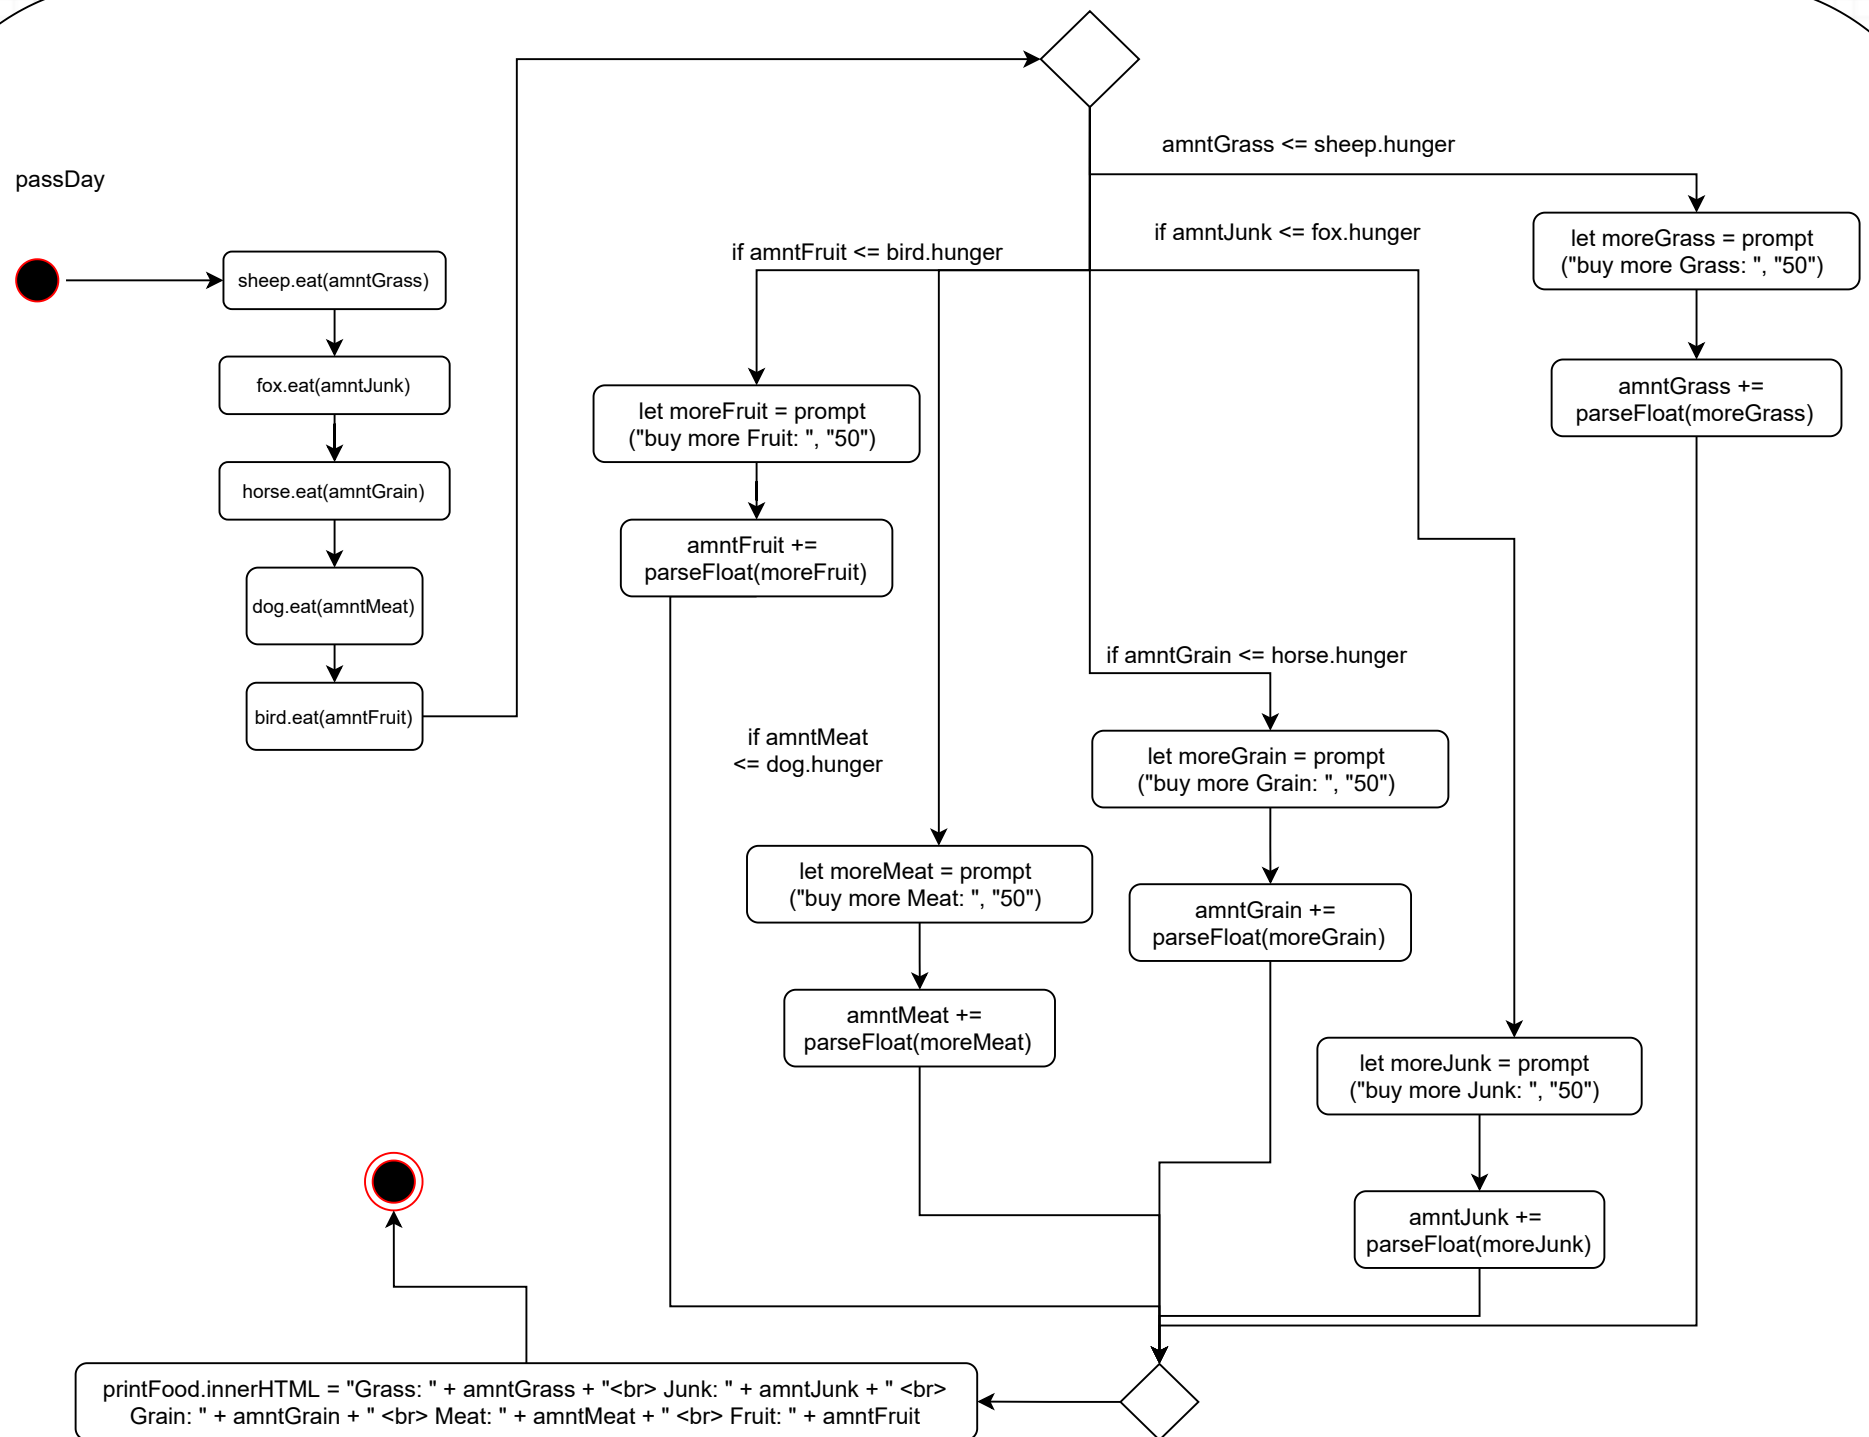 passDay
sheep.eat(amntGrass)
fox.eat(amntJunk)
horse.eat(amntGrain)
dog.eat(amntMeat)
bird.eat(amntFruit)
amntGrass <= sheep.hunger
if amntJunk <= fox.hunger
if amntFruit <= bird.hunger
let moreGrass = prompt
("buy more Grass: ", "50")
amntGrass +=
parseFloat(moreGrass)
let moreFruit = prompt
("buy more Fruit: ", "50")
amntFruit +=
parseFloat(moreFruit)
if amntGrain <= horse.hunger
if amntMeat
<= dog.hunger
let moreGrain = prompt
("buy more Grain: ", "50")
amntGrain +=
parseFloat(moreGrain)
let moreMeat = prompt
("buy more Meat: ", "50")
amntMeat +=
parseFloat(moreMeat)
let moreJunk = prompt
("buy more Junk: ", "50")
amntJunk +=
parseFloat(moreJunk)
printFood.innerHTML = "Grass: " + amntGrass + "<br> Junk: " + amntJunk + " <br>
Grain: " + amntGrain + " <br> Meat: " + amntMeat + " <br> Fruit: " + amntFruit